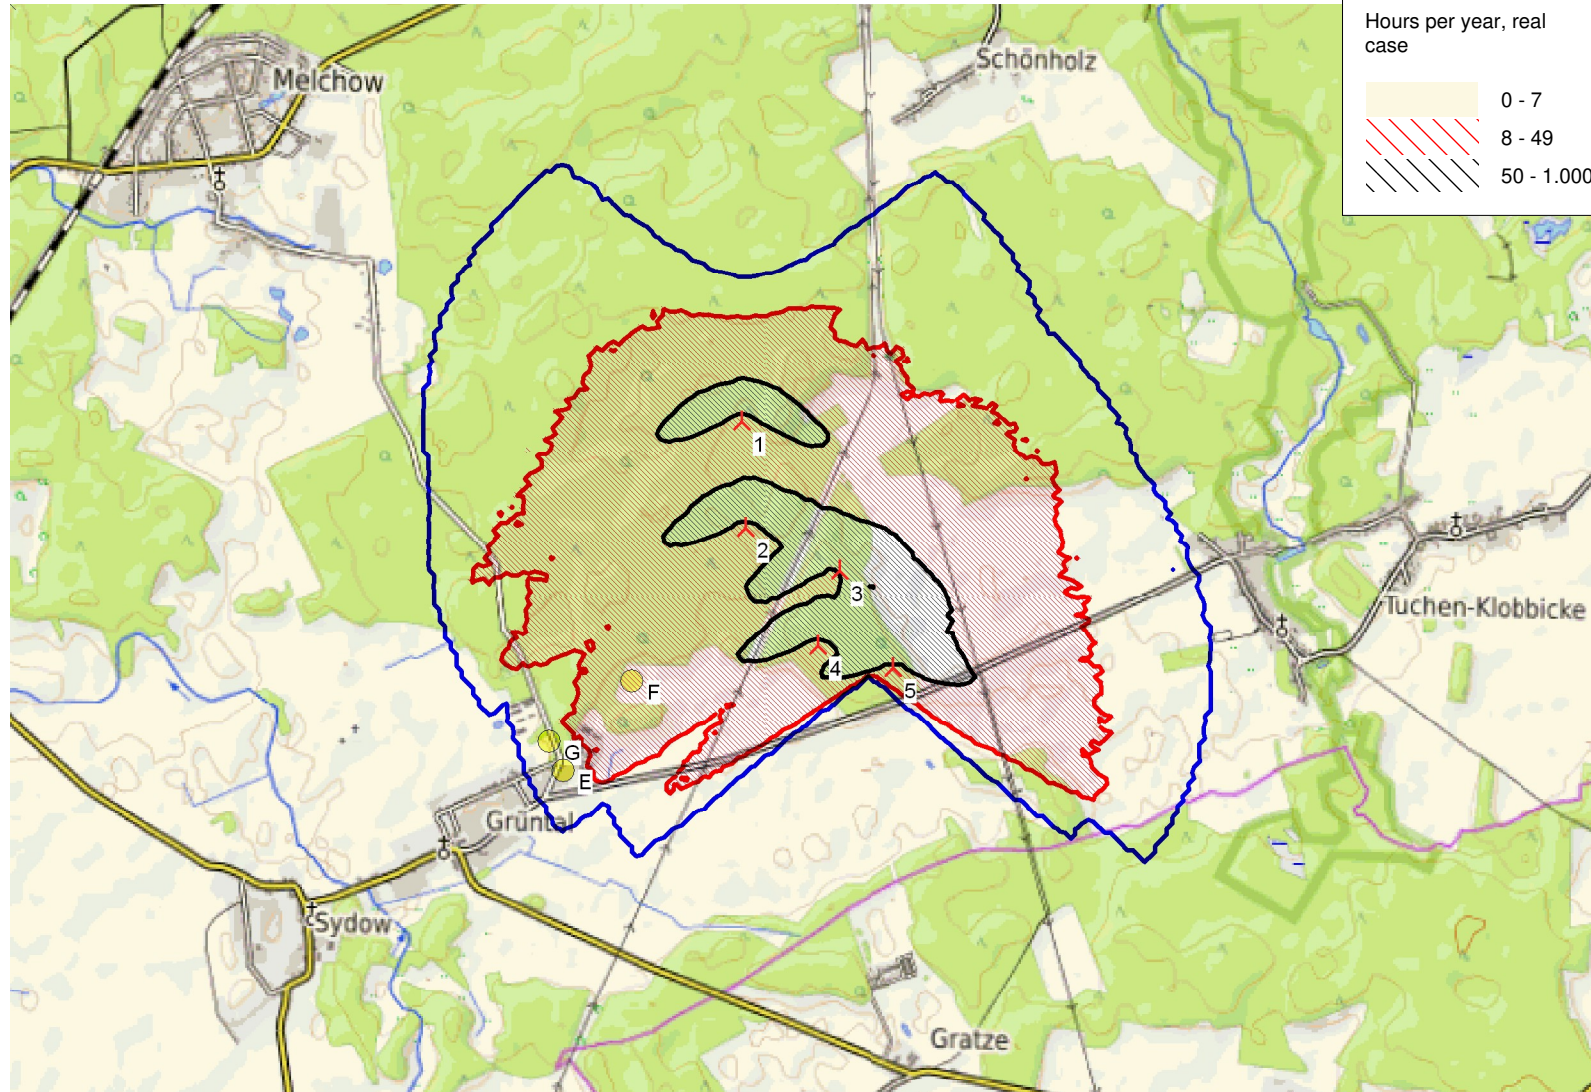 Hours per year, real
case
0 - 7
8 - 49
50 - 1.000
Melchow
Schönholz
1
2
3
Tuchen-Klobbicke
4
5
F
G
E
Grüntal
Sydow
Gratze